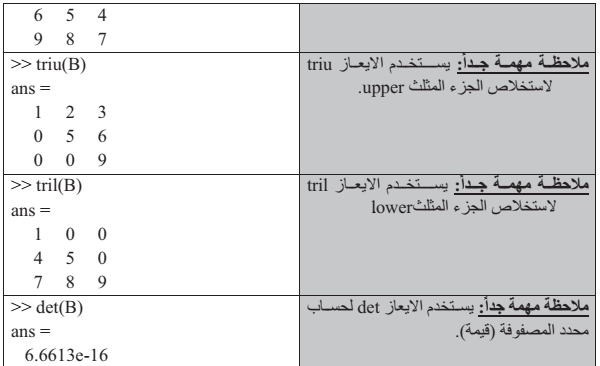 6 5 4
9 8 7
>> triu(B)
ans =
1 2 3
0 5 6
0 0 9
ملاحظة مهمة جداً: يستخدم الايعاز triu
لاستخلاص الجزء المثلث upper.
>> tril(B)
ans =
1 0 0
4 5 0
7 8 9
ملاحظة مهمة جداً: يستخدم الايعاز tril
لاستخلاص الجزء المثلثlower
>> det(B)
ans =
6.6613e-16
ملاحظة مهمة جداً: يستخدم الايعاز det لحساب
محدد المصفوفة (قيمة).